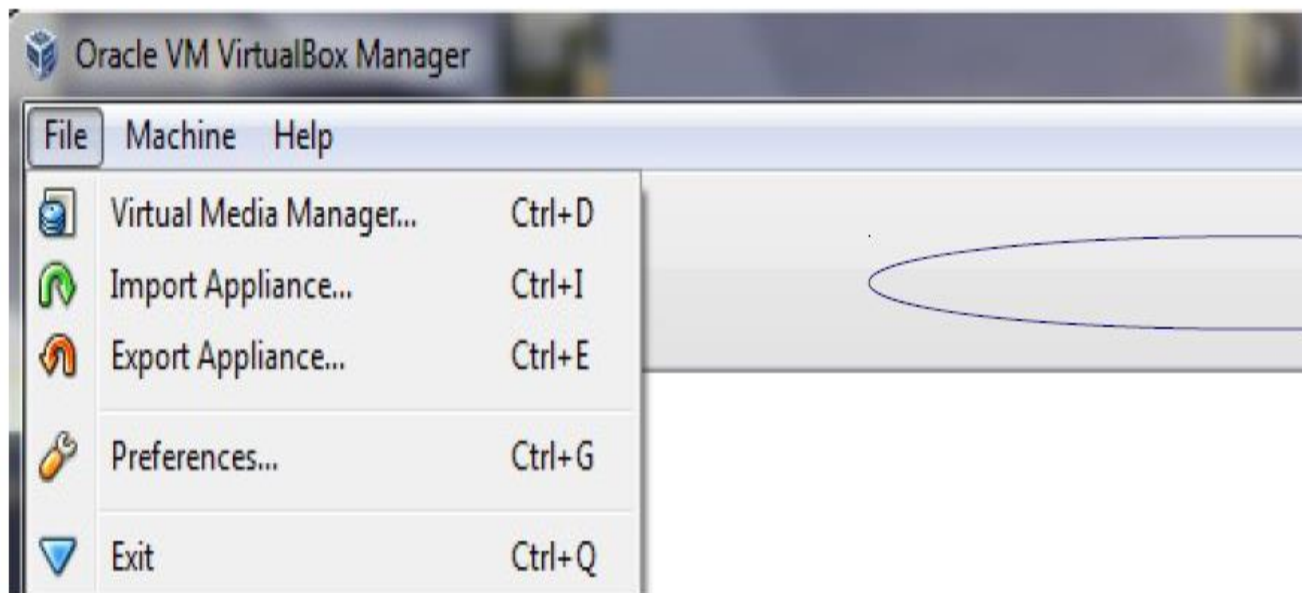 Oracle VM VirtualBox Manager
File Machine Help
Virtual Media Manager... Ctrl+D
Import Appliance... Ctrl+I
Export Appliance... Ctrl+E
Preferences... Ctrl+G
Exit Ctrl+Q